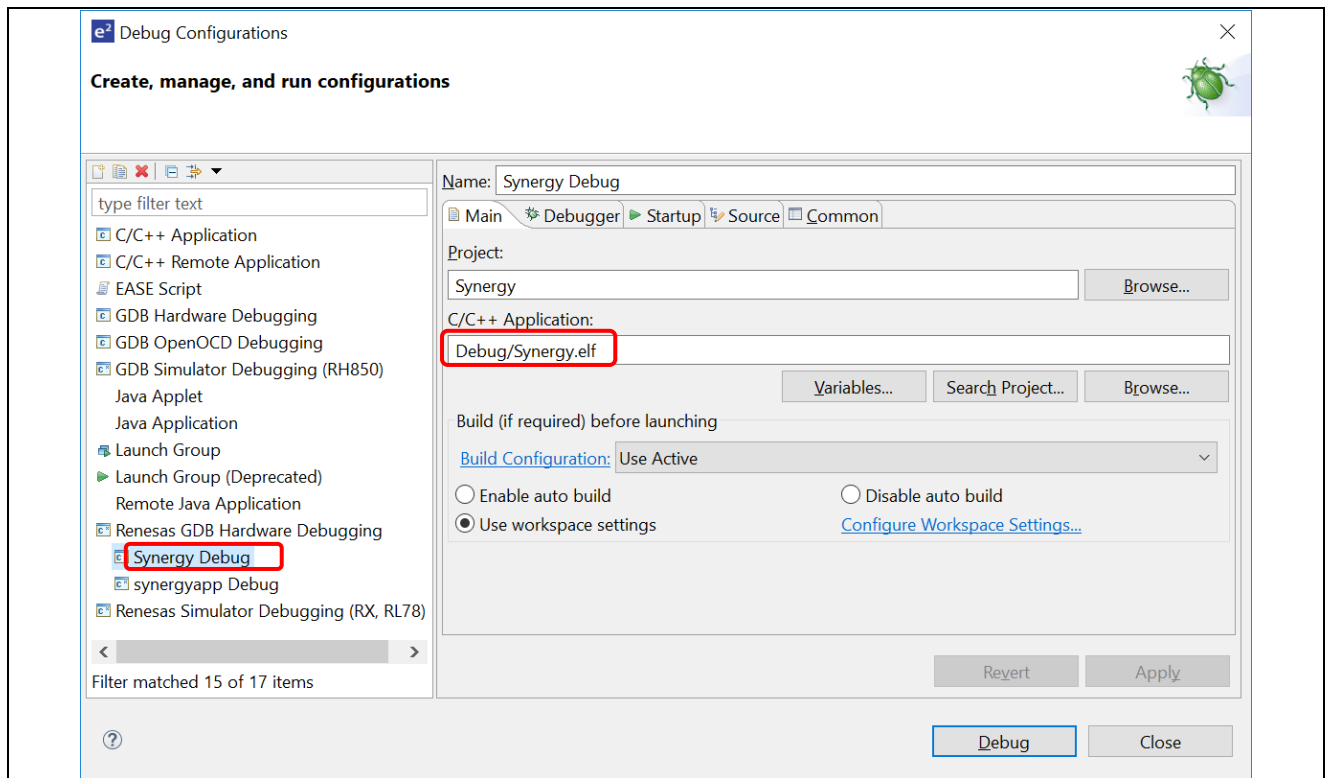 e² Debug Configurations
Create, manage, and run configurations
type filter text
C/C++ Application
C/C++ Remote Application
EASE Script
GDB Hardware Debugging
GDB OpenOCD Debugging
GDB Simulator Debugging (RH850)
Java Applet
Java Application
Launch Group
Launch Group (Deprecated)
Remote Java Application
Renesas GDB Hardware Debugging
Synergy Debug
synergyapp Debug
Renesas Simulator Debugging (RX, RL78)
Filter matched 15 of 17 items
Name: Synergy Debug
Main Debugger Startup Source Common
Project:
Synergy Browse...
C/C++ Application:
Debug/Synergy.elf
Variables... Search Project... Browse...
Build (if required) before launching
Build Configuration: Use Active
Enable auto build Disable auto build
Use workspace settings Configure Workspace Settings...
Revert Apply
? Debug Close